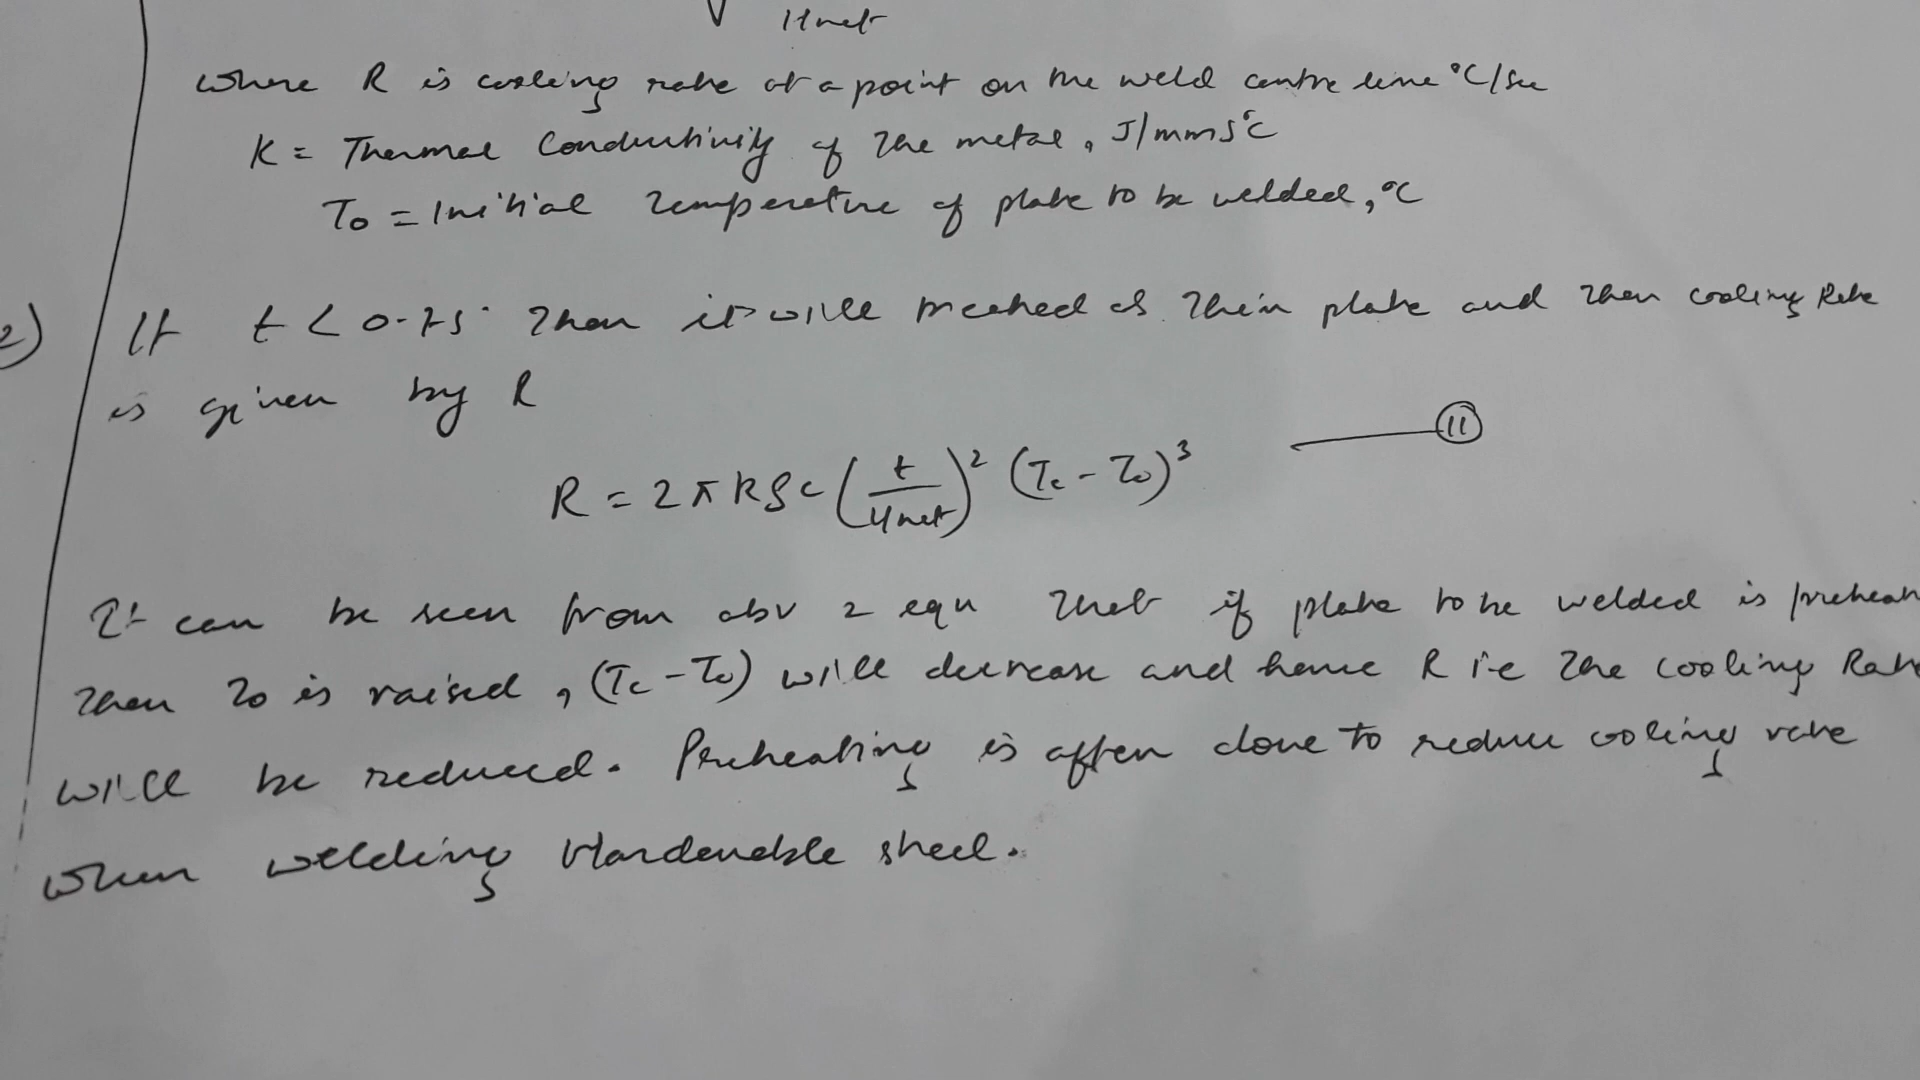 √ Hnet
where R is cooling rate at a point on the weld centre line °C/sec
K = Thermal Conductivity of the metal, J/mms°C
To = Initial temperature of plate to be welded, °C
2) If t < 0.75 then it will treated as thin plate and then cooling Rate
is given by R
R = 2πkρc (t/Hnet)² (Tc - To)³ ⑪
It can be seen from abv 2 equ that if plate to be welded is preheat
then To is raised, (Tc - To) will decrease and hence R i.e the cooling Rate
will be reduced. Preheating is often done to reduce cooling rate
when welding Hardenable steel.